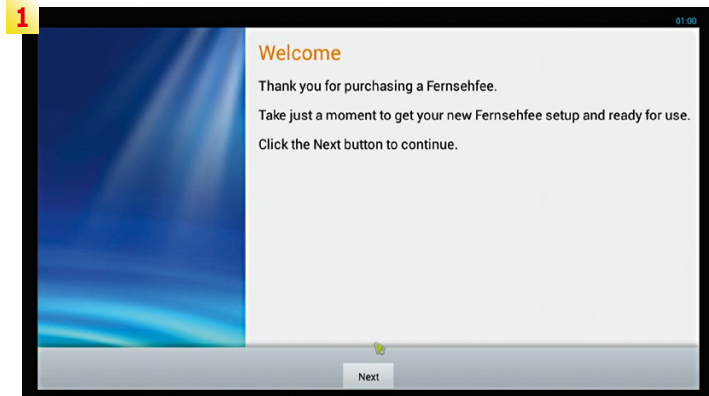 1
01:00
Welcome
Thank you for purchasing a Fernsehfee.
Take just a moment to get your new Fernsehfee setup and ready for use.
Click the Next button to continue.
Next